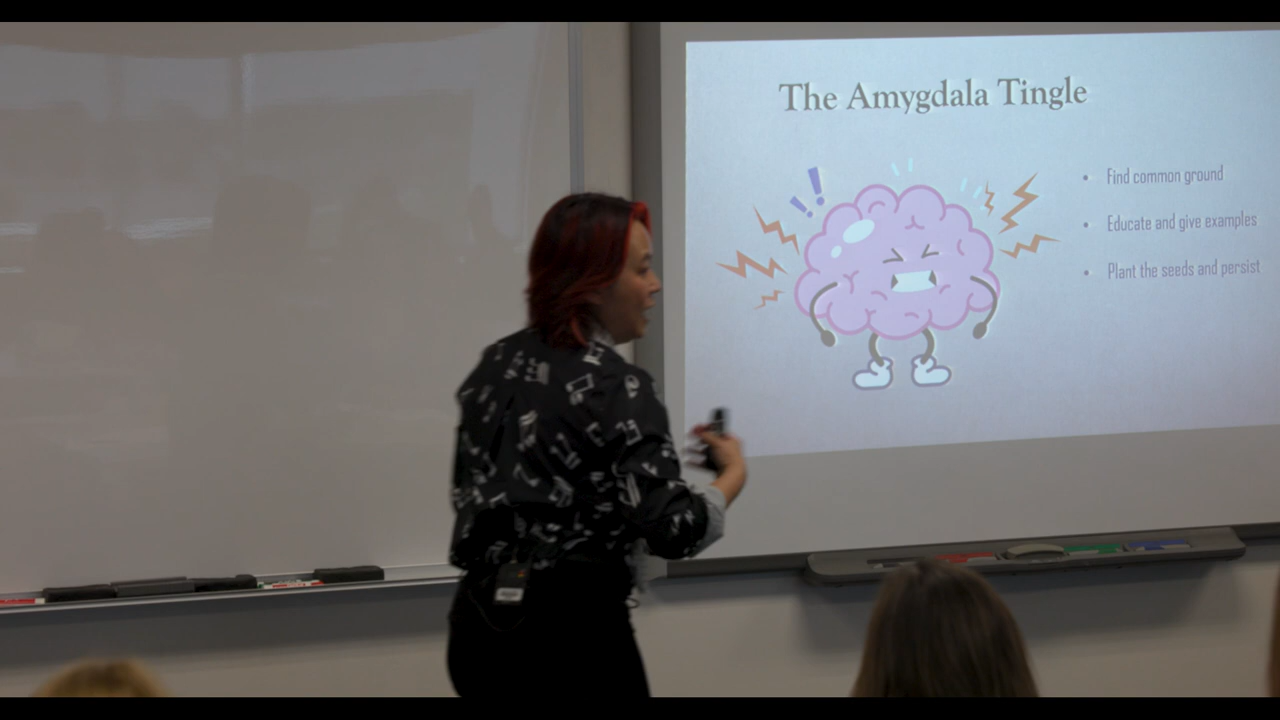 The Amygdala Tingle
• Find common ground
• Educate and give examples
• Plant the seeds and persist